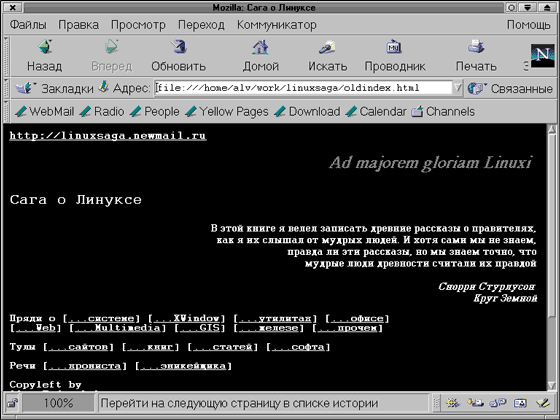 Mozilla: Сага о Линуксе
Файлы Правка Просмотр Переход Коммуникатор Помощь
Назад Вперед Обновить Домой Искать Проводник Печать
Закладки Адрес: file:///home/alv/work/linuxsaga/oldindex.html Связанные
WebMail Radio People Yellow Pages Download Calendar Channels
http://linuxsaga.newmail.ru
Ad majorem gloriam Linuxi
Сага о Линуксе
В этой книге я велел записать древние рассказы о правителях,
как я их слышал от мудрых людей. И хотя сами мы не знаем,
правда ли эти рассказы, но мы знаем точно, что
мудрые люди древности считали их правдой
Снорри Стурлусон
Круг Земной
Пряди о [...системе] [...XWindow] [...утилитах] [...офисе]
[...Web] [...Multimedia] [...GIS] [...железе] [...прочем]
Тулы [...сайтов] [...книг] [...статей] [...софта]
Речи [...хрониста] [...эникейщика]
Copyleft by
100% Перейти на следующую страницу в списке истории